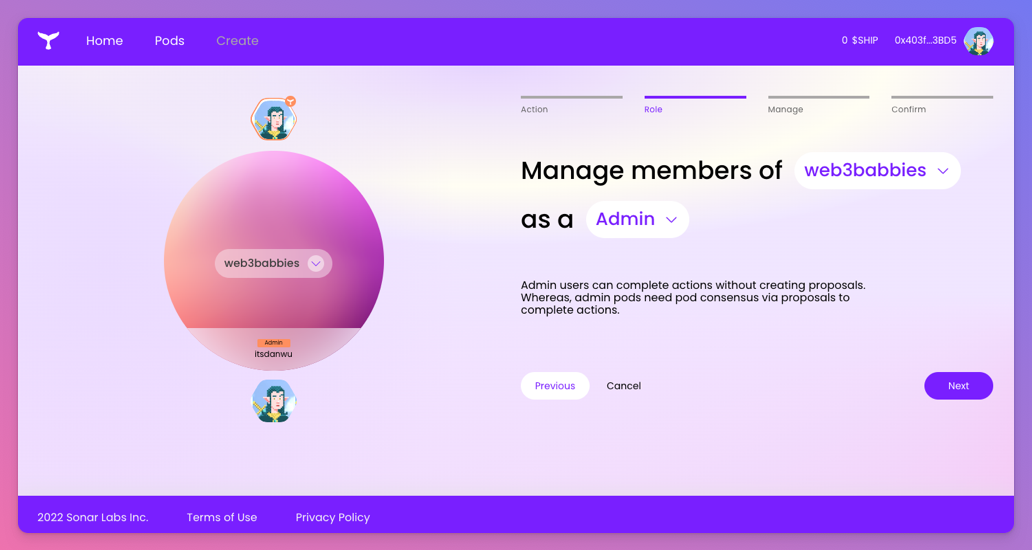 Home Pods Create 0 $SHIP 0x403f...3BD5
Action Role Manage Confirm
Manage members of web3babbies
as a Admin
web3babbies
Admin users can complete actions without creating proposals.
Whereas, admin pods need pod consensus via proposals to
complete actions.
Admin
itsdanwu
Previous Cancel Next
2022 Sonar Labs Inc. Terms of Use Privacy Policy